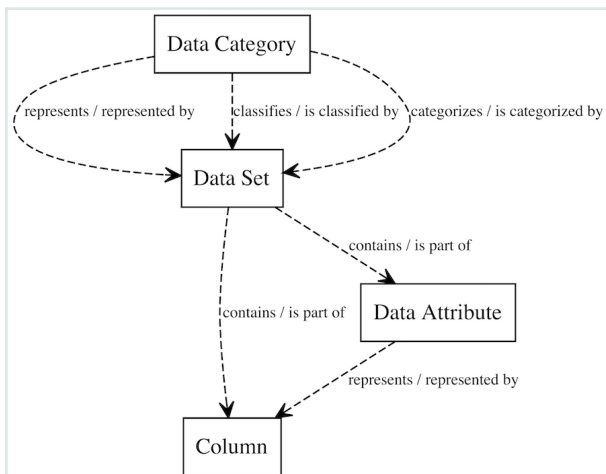 Data Category
represents / represented by
classifies / is classified by
categorizes / is categorized by
Data Set
contains / is part of
contains / is part of
Data Attribute
represents / represented by
Column